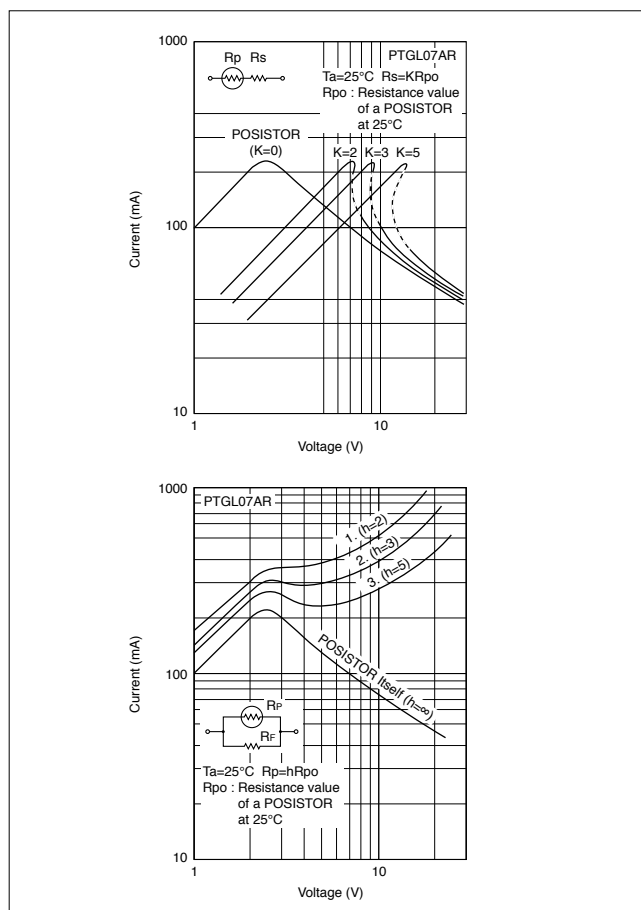 1000
PTGL07AR
Rp Rs
Ta=25°C Rs=KRpo
Rpo : Resistance value
of a POSISTOR
at 25°C
POSISTOR
(K=0)
K=2 K=3 K=5
Current (mA)
100
10
1
10
Voltage (V)
1000
PTGL07AR
1. (h=2)
2. (h=3)
3. (h=5)
POSISTOR Itself (h=∞)
Current (mA)
100
RP
RF
Ta=25°C Rp=hRpo
Rpo : Resistance value
of a POSISTOR
at 25°C
10
1
10
Voltage (V)